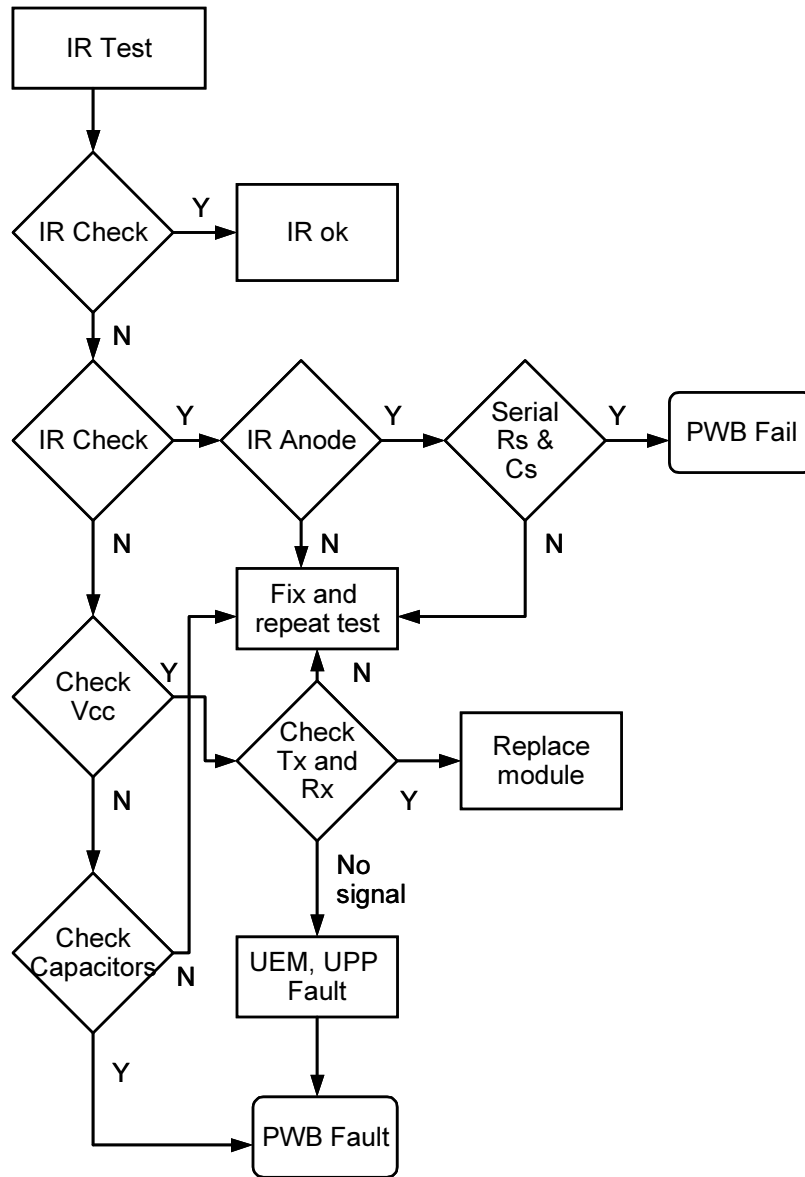 IR Test
IR Check
Y
IR ok
N
IR Check
Y
IR Anode
Y
Serial
Rs &
Cs
Y
PWB Fail
N
N
N
Fix and
repeat test
Check
Vcc
Y
N
Check
Tx and
Rx
Y
Replace
module
N
No
signal
Check
Capacitors
N
UEM, UPP
Fault
Y
PWB Fault